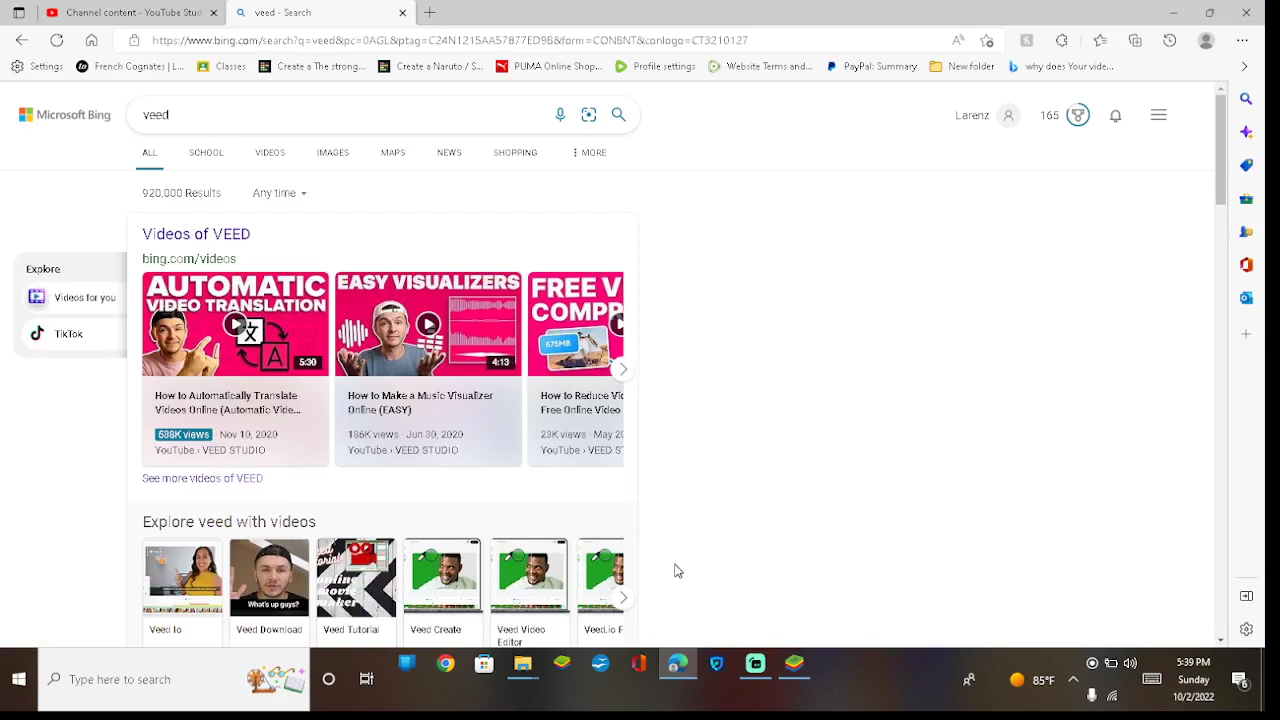 Channel content - YouTube Stud
veed - Search
https://www.bing.com/search?q=veed&pc=0AGL&ptag=C24N1215AA57877ED9B&form=CONBNT&conlogo=CT3210127
Settings
French Cognates | L...
Classes
Create a The strong...
Create a Naruto / S...
PUMA Online Shop...
Profile settings
Website Terms and...
PayPal: Summary
New folder
why does Your vide...
Microsoft Bing
veed
Larenz
165
ALL
SCHOOL
VIDEOS
IMAGES
MAPS
NEWS
SHOPPING
MORE
920,000 Results
Any time
Videos of VEED
bing.com/videos
Explore
Videos for you
TikTok
AUTOMATIC
VIDEO TRANSLATION
5:30
EASY VISUALIZERS
4:13
FREE V
COMP
575MB
How to Automatically Translate
Videos Online (Automatic Vide...
538K views · Nov 10, 2020
YouTube › VEED STUDIO
How to Make a Music Visualizer
Online (EASY)
186K views · Jun 30, 2020
YouTube › VEED STUDIO
How to Reduce Vi
Free Online Video
23K views · May 20
YouTube › VEED S
See more videos of VEED
Explore veed with videos
What's up guys?
online
movie
maker
Veed Io
Veed Download
Veed Tutorial
Veed Create
Veed Video
Editor
Veed.io F
Type here to search
85°F
5:39 PM
Sunday
10/2/2022
6